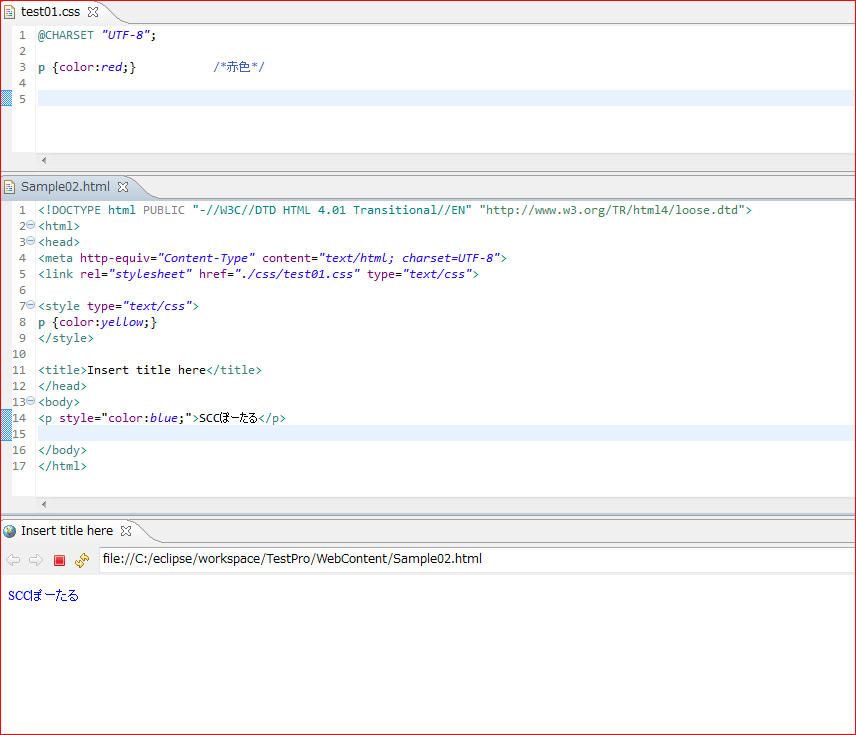 test01.css
1 @CHARSET "UTF-8";
2
3 p {color:red;} /*赤色*/
4
5
Sample02.html
1 <!DOCTYPE html PUBLIC "-//W3C//DTD HTML 4.01 Transitional//EN" "http://www.w3.org/TR/html4/loose.dtd">
2 <html>
3 <head>
4 <meta http-equiv="Content-Type" content="text/html; charset=UTF-8">
5 <link rel="stylesheet" href="./css/test01.css" type="text/css">
6
7 <style type="text/css">
8 p {color:yellow;}
9 </style>
10
11 <title>Insert title here</title>
12 </head>
13 <body>
14 <p style="color:blue;">SCCぽーたる</p>
15
16 </body>
17 </html>
Insert title here
file://C:/eclipse/workspace/TestPro/WebContent/Sample02.html
SCCぽーたる